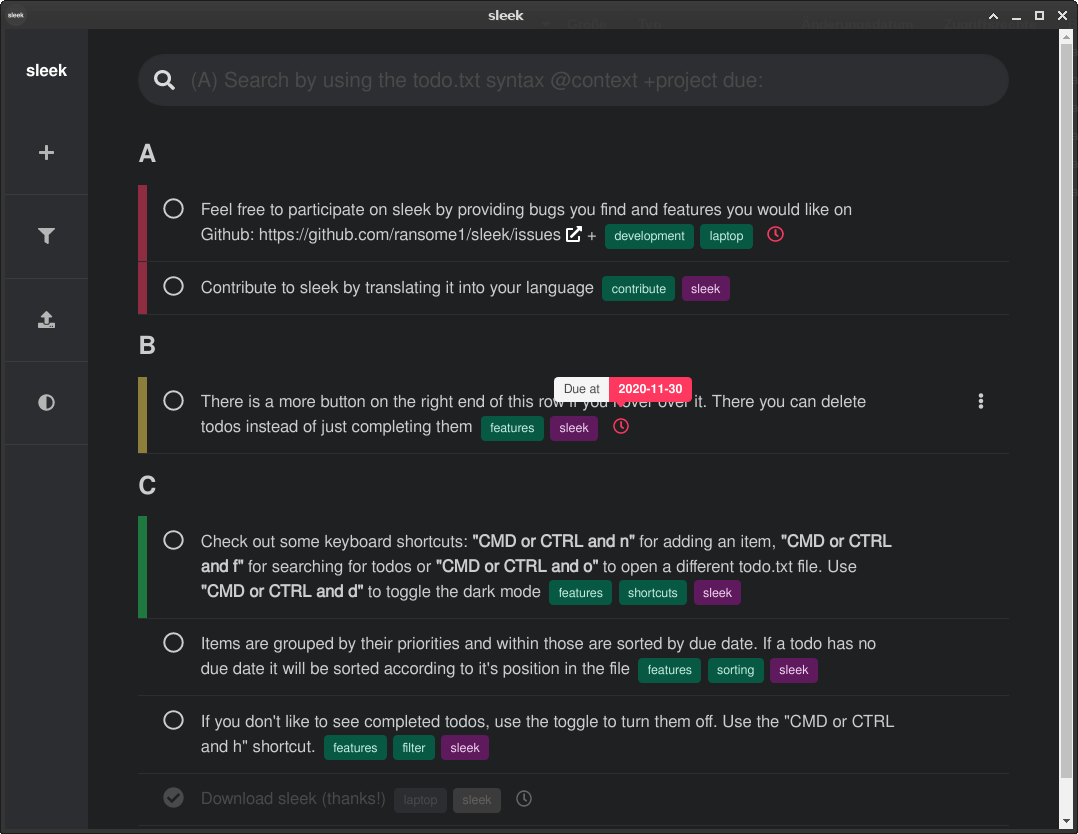 sleek
sleek
sleek
(A) Search by using the todo.txt syntax @context +project due:
A
Feel free to participate on sleek by providing bugs you find and features you would like on
Github: https://github.com/ransome1/sleek/issues + development laptop
Contribute to sleek by translating it into your language contribute sleek
B
Due at 2020-11-30
There is a more button on the right end of this row if you hover over it. There you can delete
todos instead of just completing them features sleek
C
Check out some keyboard shortcuts: "CMD or CTRL and n" for adding an item, "CMD or CTRL
and f" for searching for todos or "CMD or CTRL and o" to open a different todo.txt file. Use
"CMD or CTRL and d" to toggle the dark mode features shortcuts sleek
Items are grouped by their priorities and within those are sorted by due date. If a todo has no
due date it will be sorted according to it's position in the file features sorting sleek
If you don't like to see completed todos, use the toggle to turn them off. Use the "CMD or CTRL
and h" shortcut. features filter sleek
Download sleek (thanks!) laptop sleek